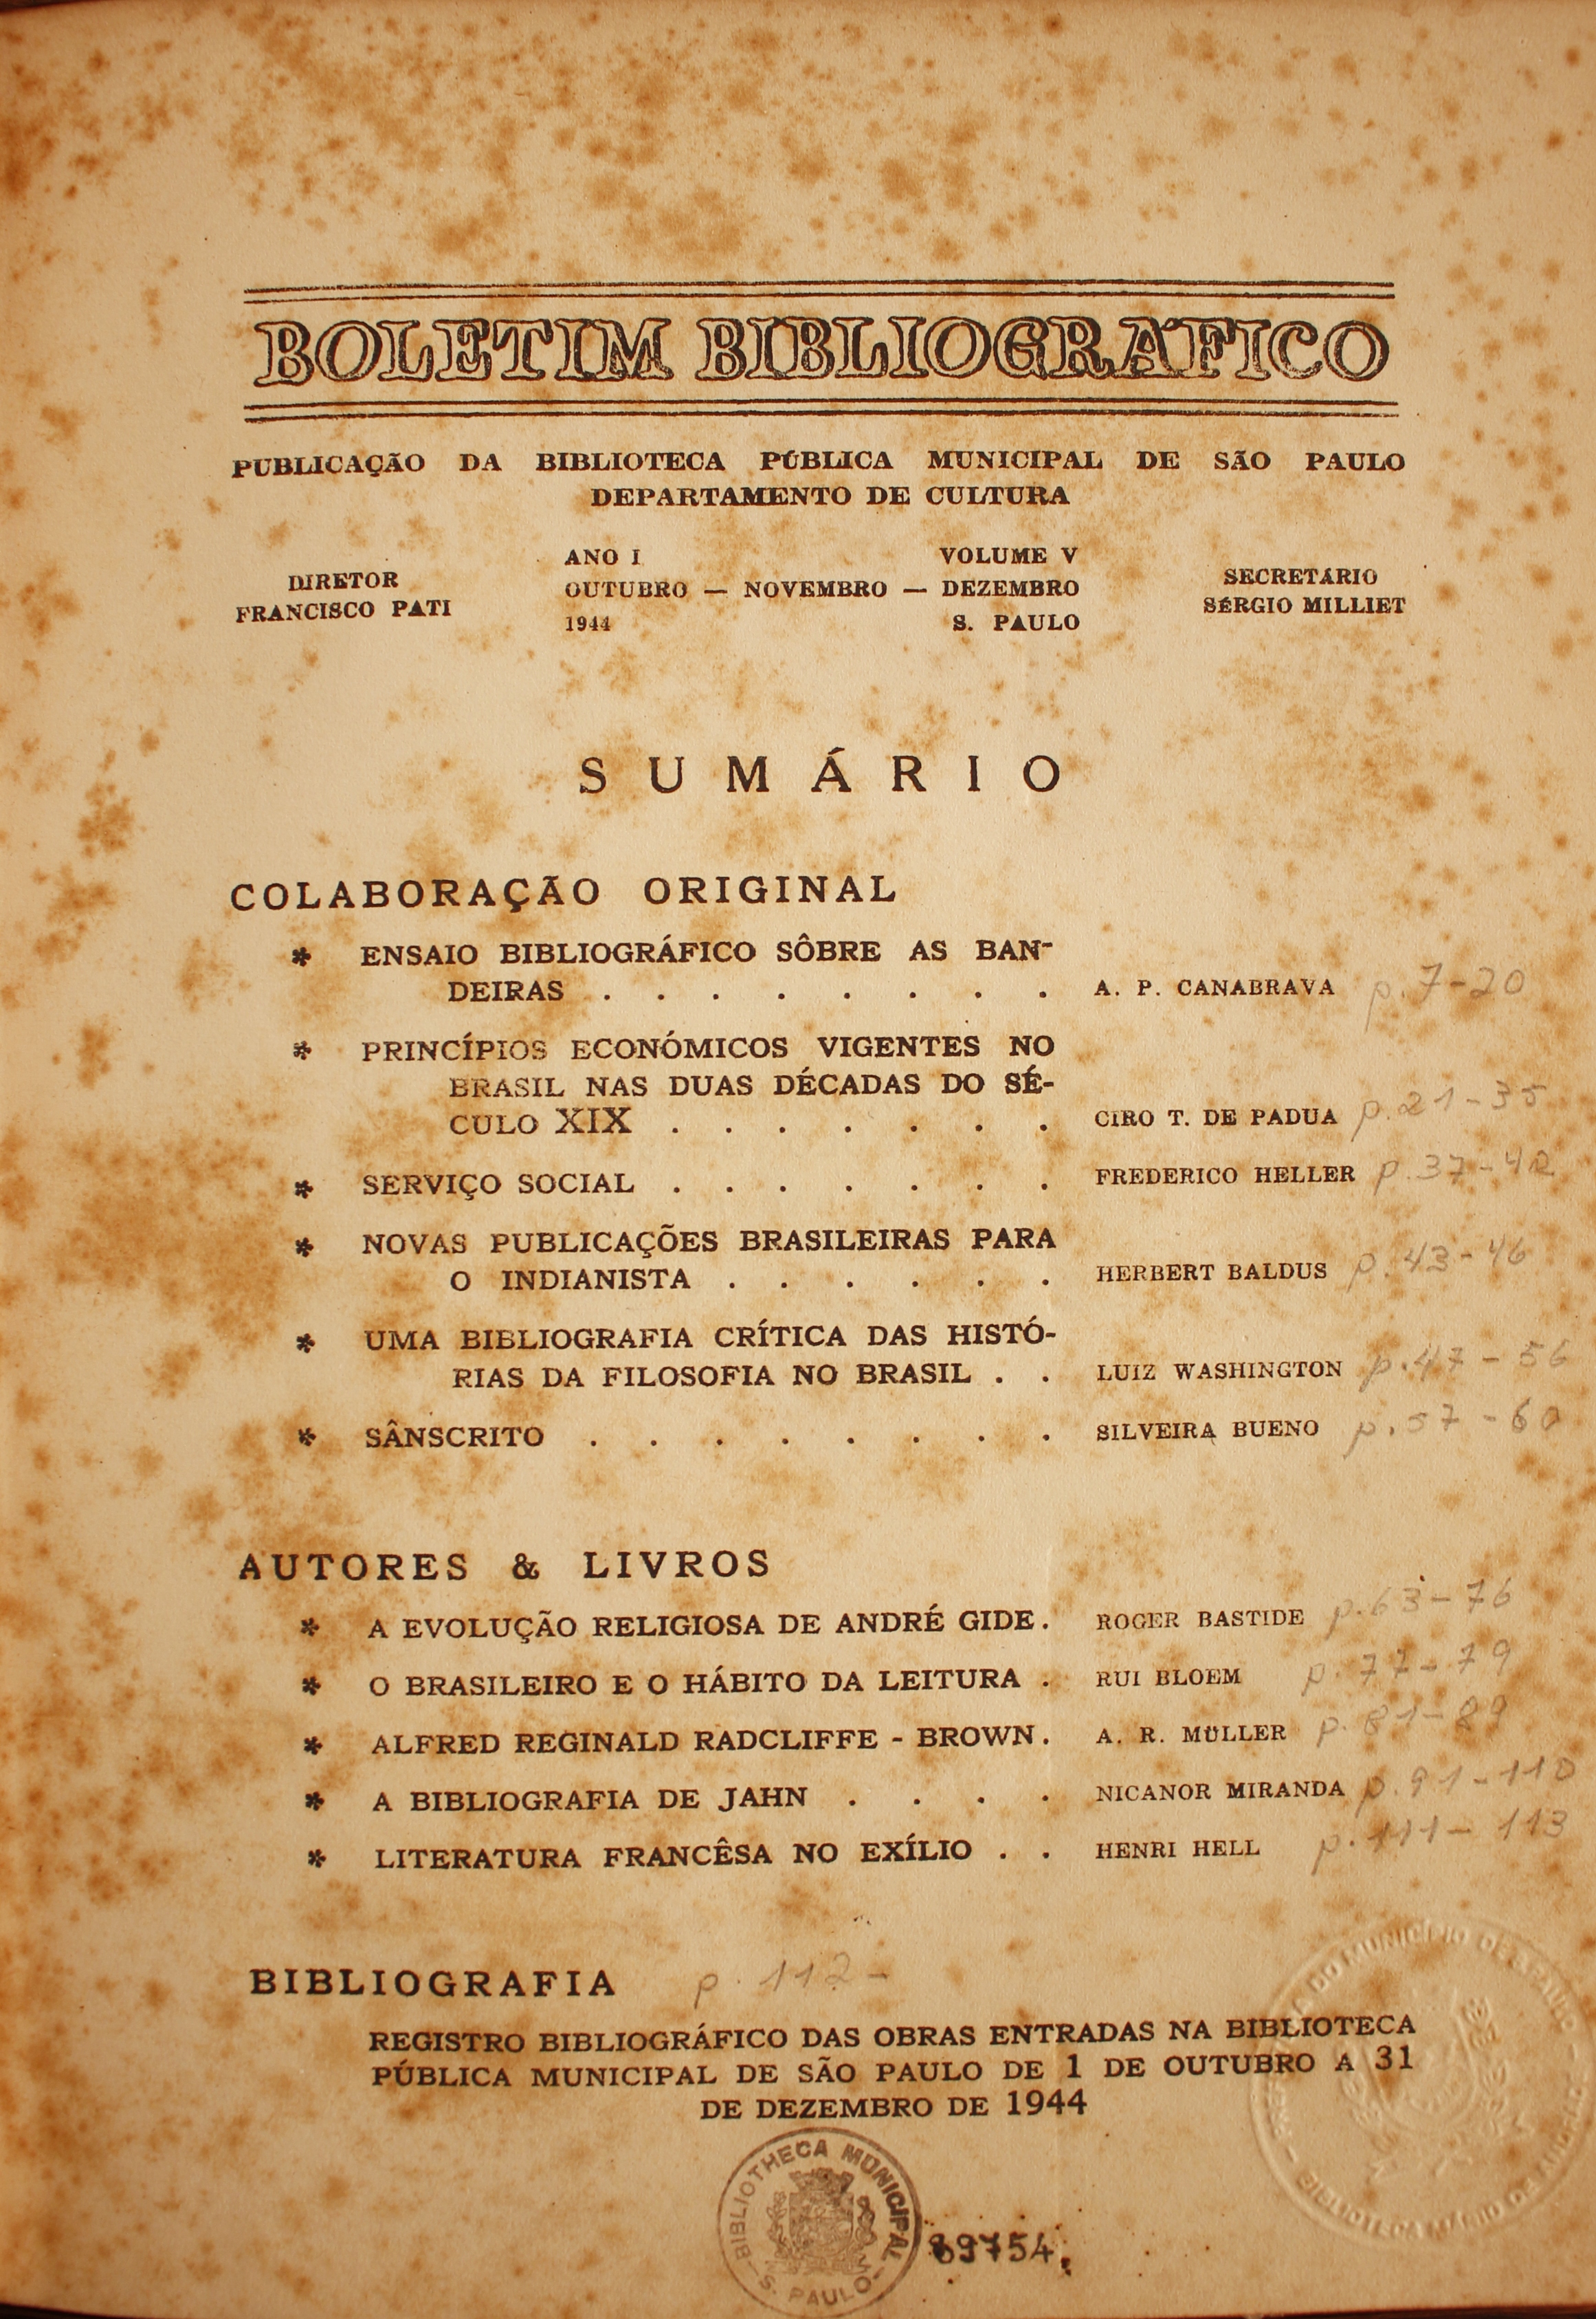 BOLETIM BIBLIOGRÁFICO
PUBLICAÇÃO DA BIBLIOTECA PÚBLICA MUNICIPAL DE SÃO PAULO
DEPARTAMENTO DE CULTURA
DIRETOR
FRANCISCO PATI
ANO I VOLUME V
OUTUBRO — NOVEMBRO — DEZEMBRO
1944 S. PAULO
SECRETÁRIO
SÉRGIO MILLIET
SUMÁRIO
COLABORAÇÃO ORIGINAL
* ENSAIO BIBLIOGRÁFICO SÔBRE AS BAN-
DEIRAS . . . . . . . . A. P. CANABRAVA p. 7-20
* PRINCÍPIOS ECONÓMICOS VIGENTES NO
BRASIL NAS DUAS DÉCADAS DO SÉ-
CULO XIX . . . . . . . CIRO T. DE PADUA p. 21-35
* SERVIÇO SOCIAL . . . . . . . FREDERICO HELLER p. 37-42
* NOVAS PUBLICAÇÕES BRASILEIRAS PARA
O INDIANISTA . . . . . . HERBERT BALDUS p. 43-46
* UMA BIBLIOGRAFIA CRÍTICA DAS HISTÓ-
RIAS DA FILOSOFIA NO BRASIL . . LUIZ WASHINGTON p. 47-56
* SÂNSCRITO . . . . . . . . SILVEIRA BUENO p. 57-60
AUTORES & LIVROS
* A EVOLUÇÃO RELIGIOSA DE ANDRÉ GIDE. ROGER BASTIDE p. 63-76
* O BRASILEIRO E O HÁBITO DA LEITURA . RUI BLOEM p. 77-79
* ALFRED REGINALD RADCLIFFE - BROWN. A. R. MÜLLER p. 81-89
* A BIBLIOGRAFIA DE JAHN . . . . NICANOR MIRANDA p. 91-110
* LITERATURA FRANCÊSA NO EXÍLIO . . HENRI HELL p. 111-113
BIBLIOGRAFIA p. 112-
REGISTRO BIBLIOGRÁFICO DAS OBRAS ENTRADAS NA BIBLIOTECA
PÚBLICA MUNICIPAL DE SÃO PAULO DE 1 DE OUTUBRO A 31
DE DEZEMBRO DE 1944
BIBLIOTHECA MUNICIPAL
S. PAULO
89754
BIBLIOTECA MÁRIO DE ANDRADE